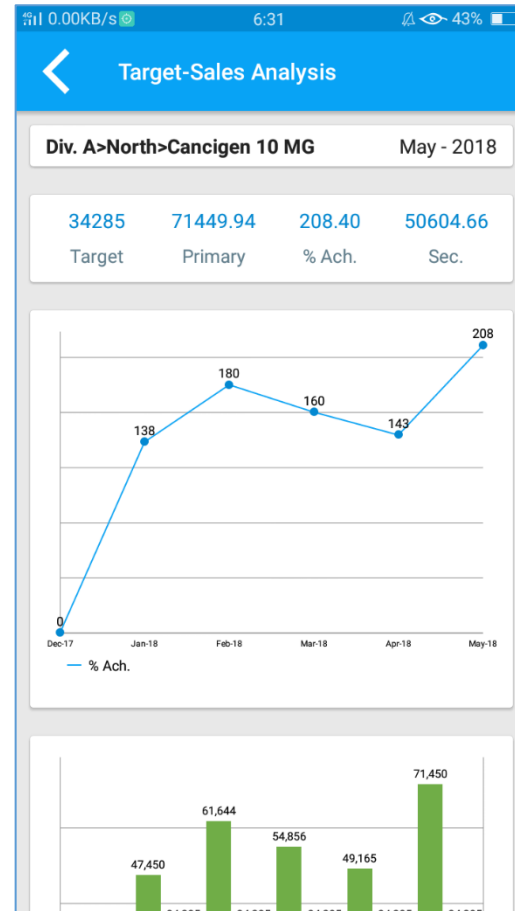 4G 0.00KB/s 6:31 43%
Target-Sales Analysis
Div. A>North>Cancigen 10 MG May - 2018
34285 71449.94 208.40 50604.66
Target Primary % Ach. Sec.
208
180
160
143
138
0
Dec-17 Jan-18 Feb-18 Mar-18 Apr-18 May-18
% Ach.
71,450
61,644
54,856
49,165
47,450